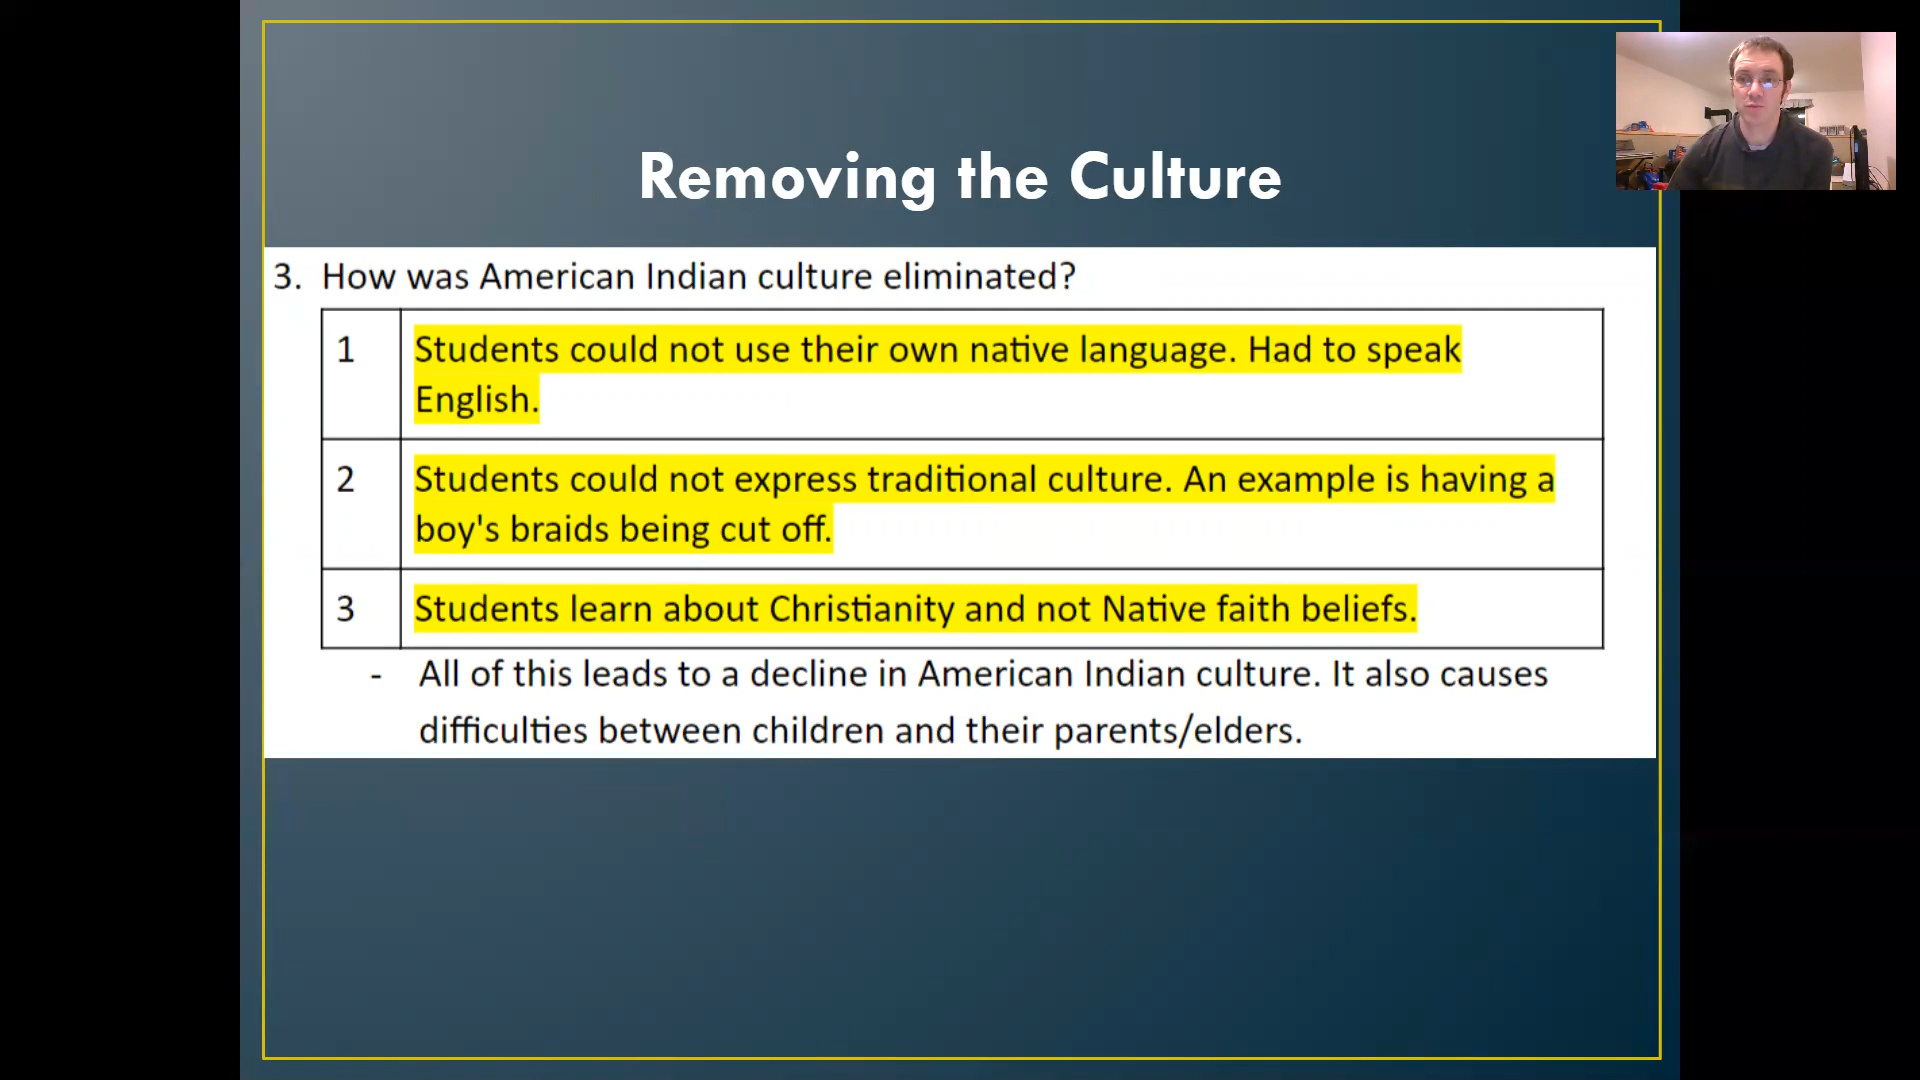 Removing the Culture
3. How was American Indian culture eliminated?
1 Students could not use their own native language. Had to speak
English.
2 Students could not express traditional culture. An example is having a
boy's braids being cut off.
3 Students learn about Christianity and not Native faith beliefs.
- All of this leads to a decline in American Indian culture. It also causes
difficulties between children and their parents/elders.